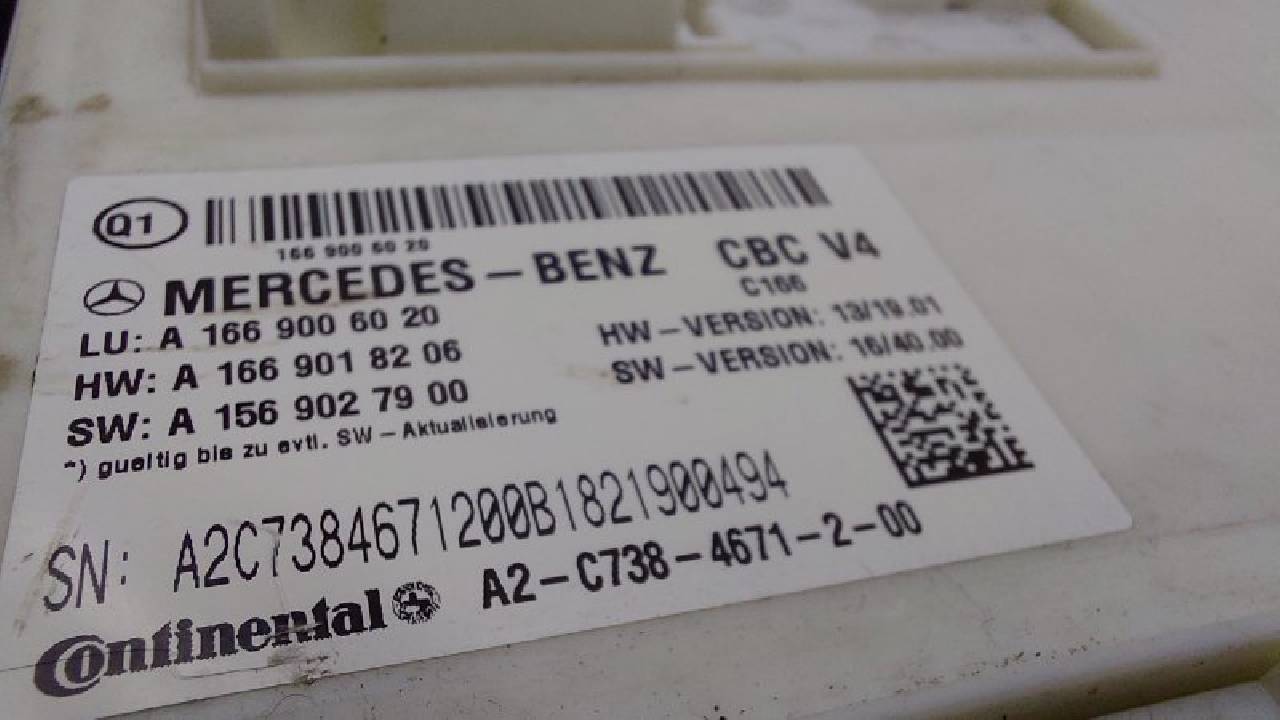 Q1
166 900 60 20
MERCEDES-BENZ CBC V4
C166
LU: A 166 900 60 20
HW-VERSION: 13/19.01
HW: A 166 901 82 06
SW-VERSION: 16/40.00
SW: A 156 902 79 00
*) gueltig bis zu evtl. SW-Aktualisierung
SN: A2C7384671200B1821900494
Continental A2-C738-4671-2-00